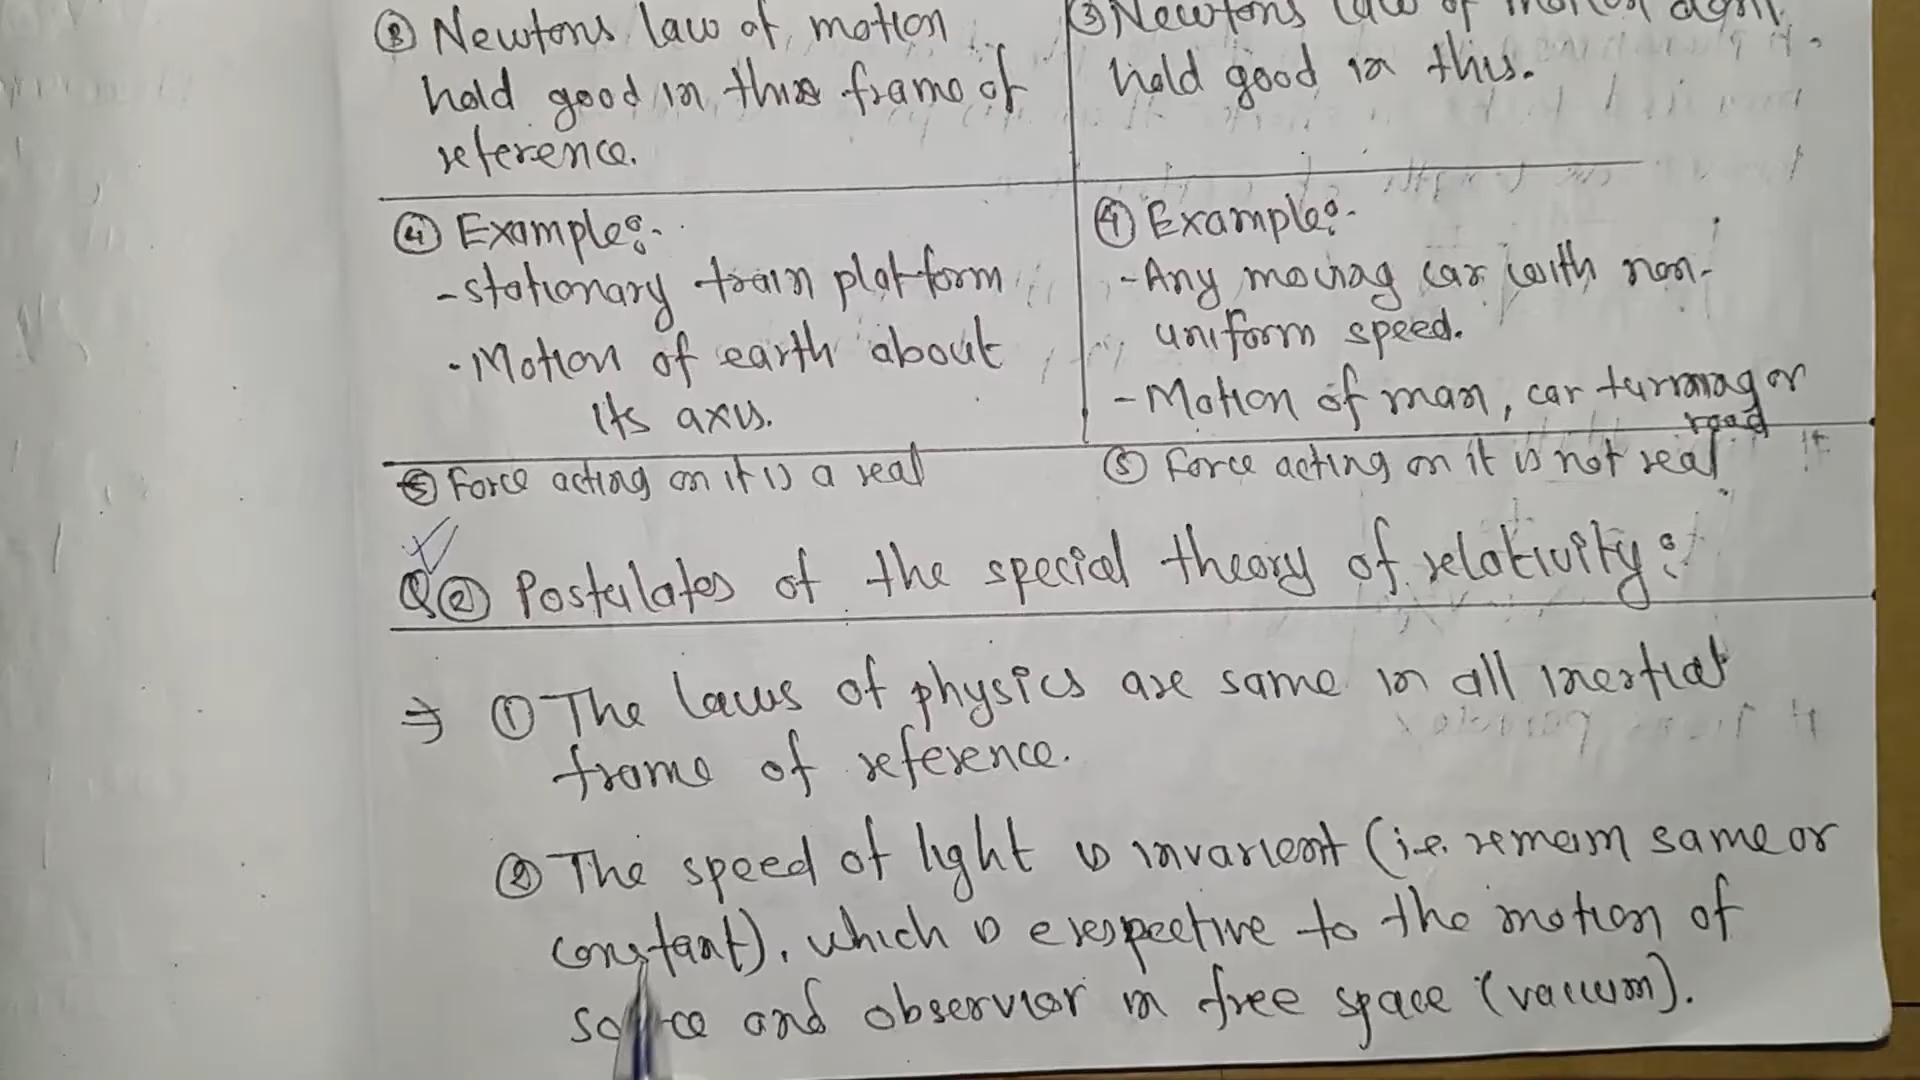 ③ Newtons law of motion
hold good in this frame of
reference.
③ Newtons law of motion don't
hold good in this.
④ Example:-
-stationary train platform
- Motion of earth about
its axis.
④ Example:-
-Any moving car with non-
uniform speed.
-Motion of man, car turning or
road
⑤ Force acting on it is a real
⑤ Force acting on it is not real
Q② Postulates of the special theory of relativity:
⇒ ① The laws of physics are same in all inertial
frame of reference.
② The speed of light is invarient (i.e. remain same or
constant), which is erespective to the motion of
and observior in free space (vaccum).